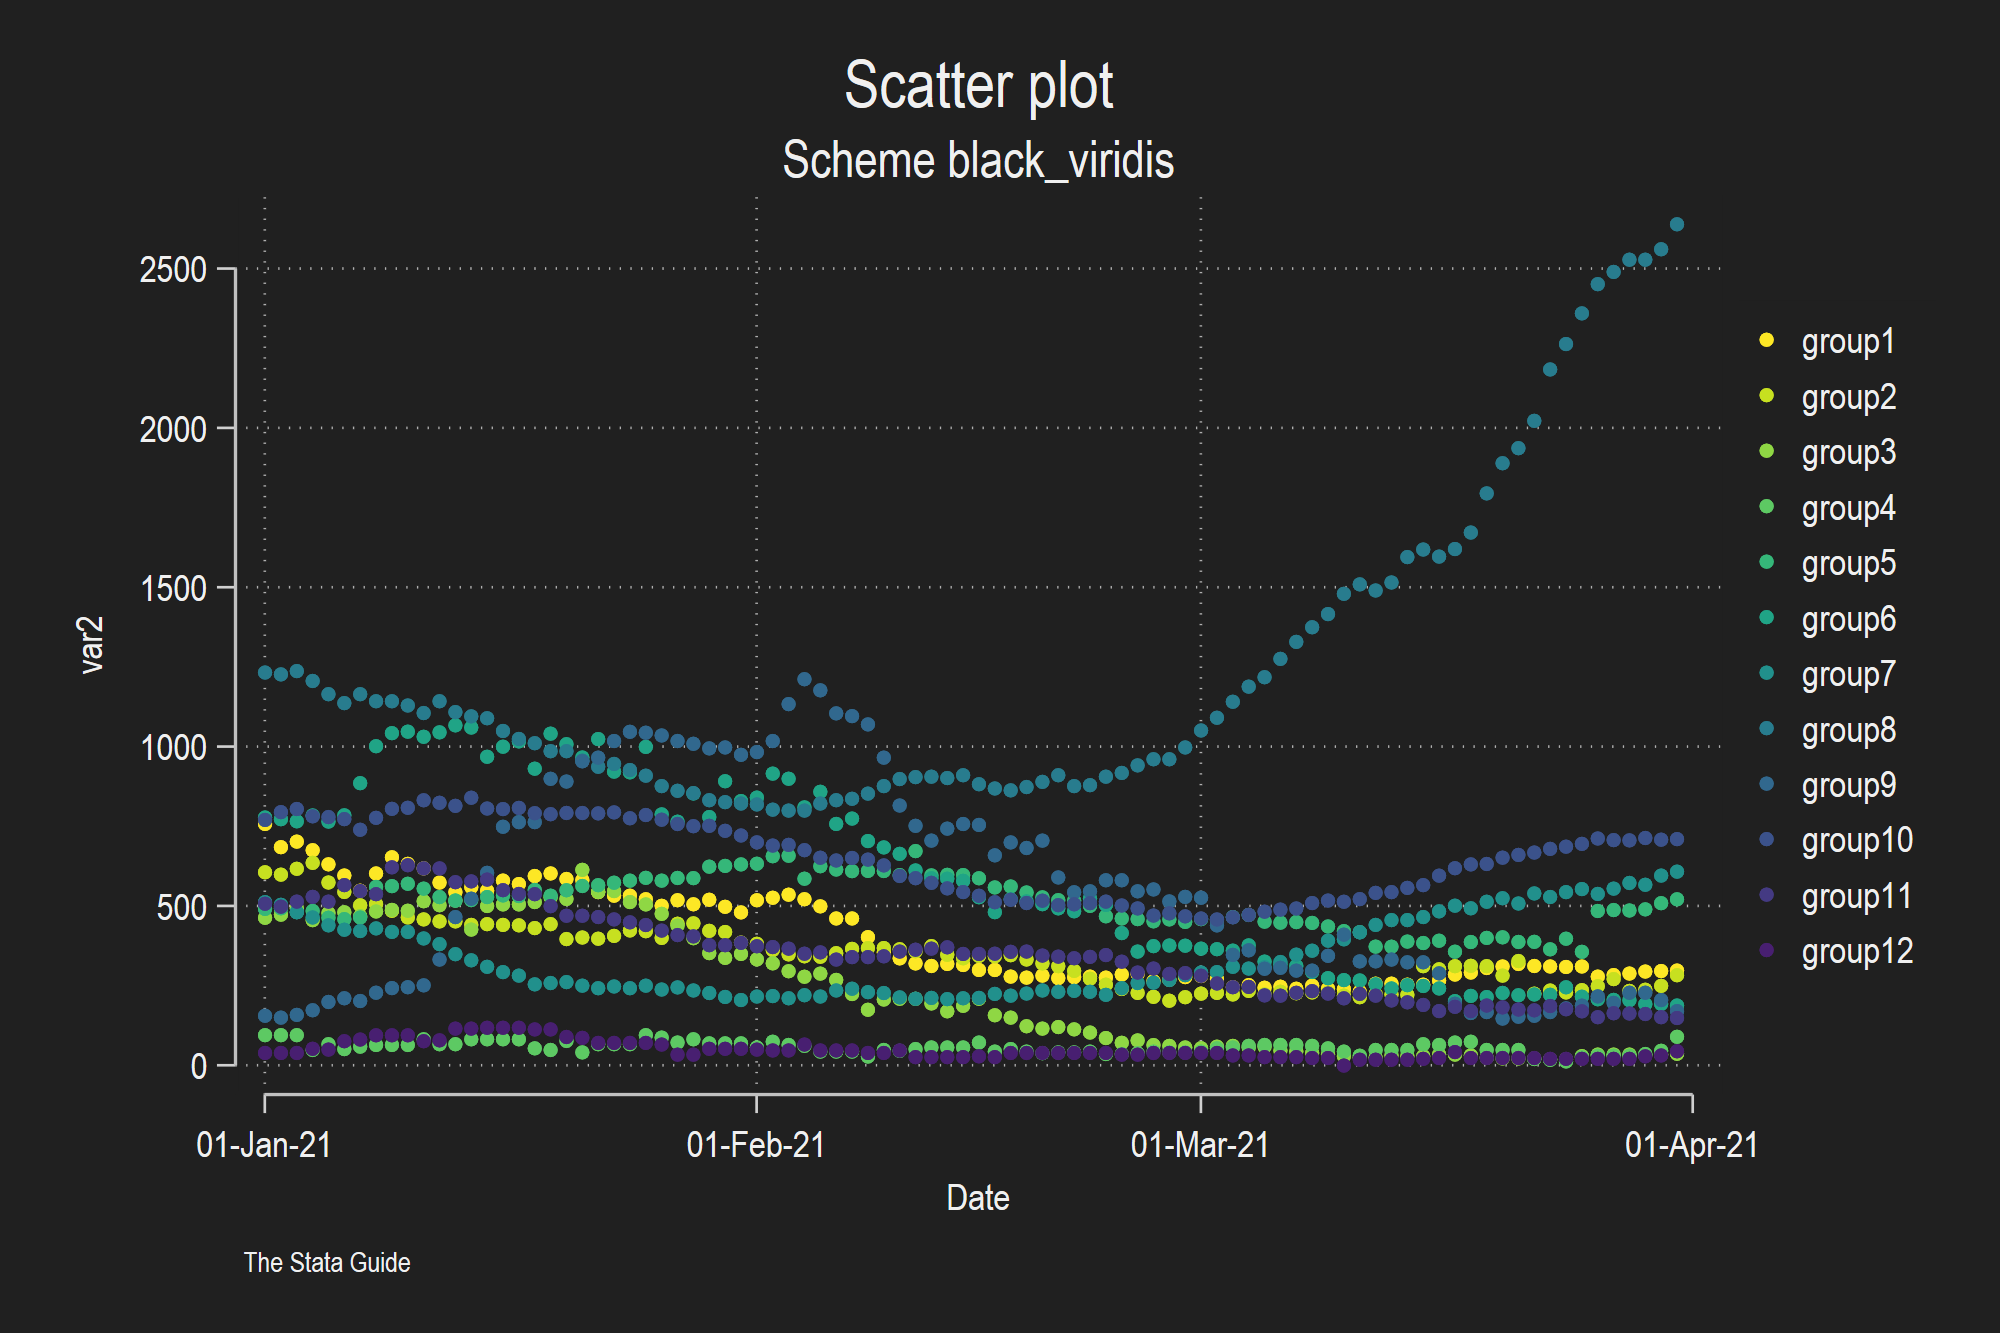 Scatter plot
Scheme black_viridis
2500
2000
1500
1000
500
0
var2
01-Jan-21
01-Feb-21
01-Mar-21
01-Apr-21
Date
group1
group2
group3
group4
group5
group6
group7
group8
group9
group10
group11
group12
The Stata Guide